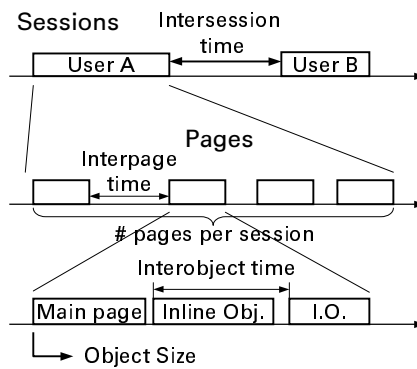 Sessions
Intersession
time
User A
User B
Pages
Interpage
time
# pages per session
Interobject time
Main page
Inline Obj.
I.O.
Object Size